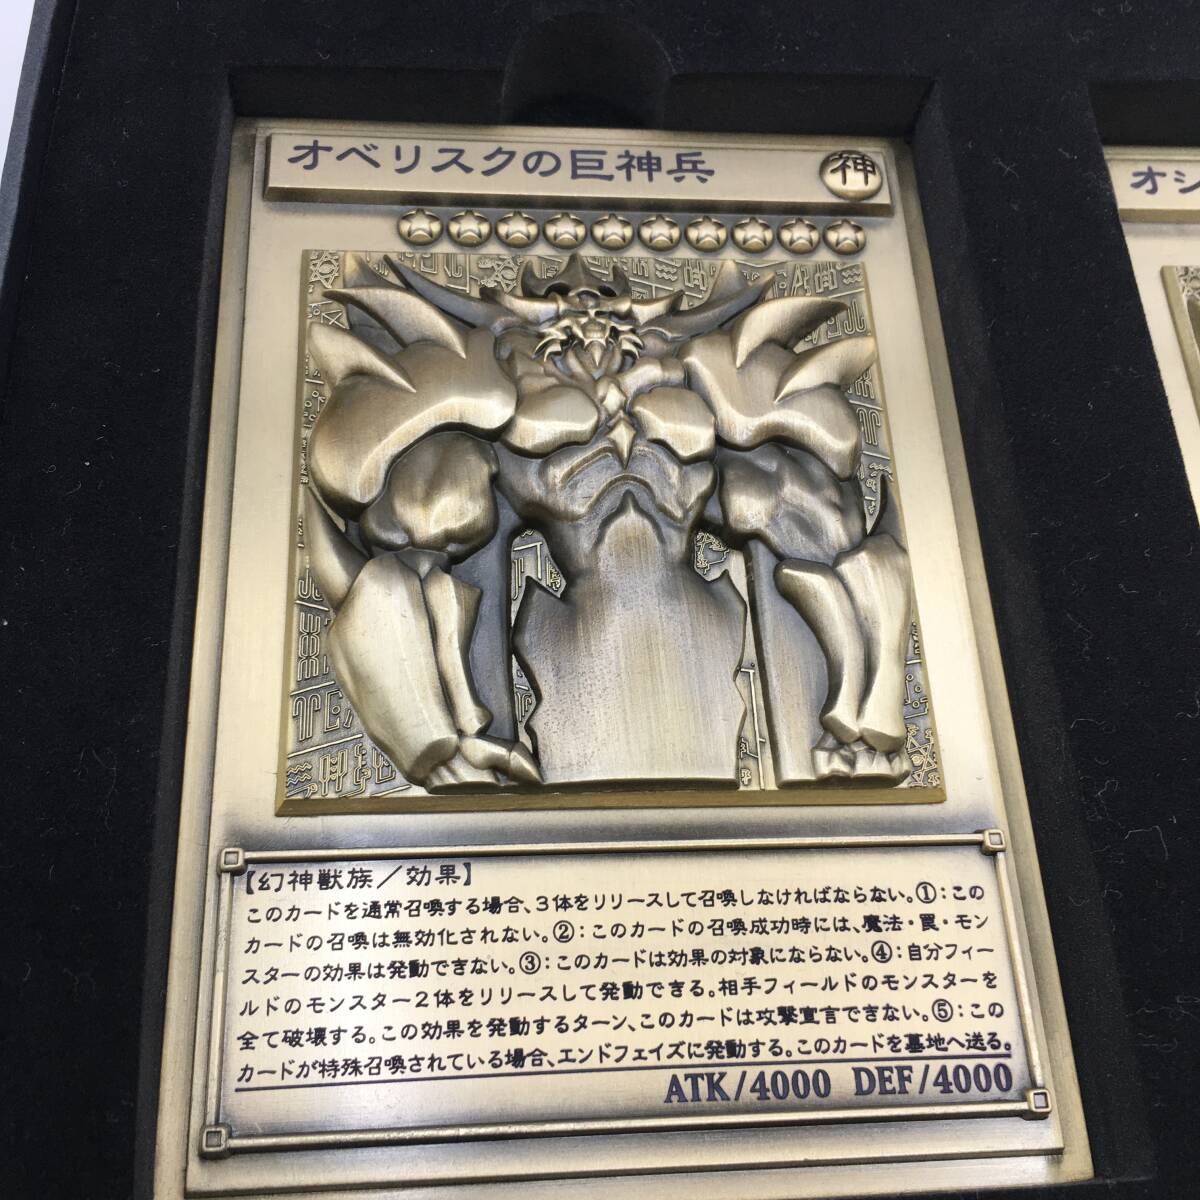 オベリスクの巨神兵
神
【幻神獣族／効果】
このカードを通常召喚する場合、3体をリリースして召喚しなければならない。①：この
カードの召喚は無効化されない。②：このカードの召喚成功時には、魔法・罠・モン
スターの効果は発動できない。③：このカードは効果の対象にならない。④：自分フィー
ルドのモンスター2体をリリースして発動できる。相手フィールドのモンスターを
全て破壊する。この効果を発動するターン、このカードは攻撃宣言できない。⑤：この
カードが特殊召喚されている場合、エンドフェイズに発動する。このカードを墓地へ送る。
ATK/4000 DEF/4000
オシ